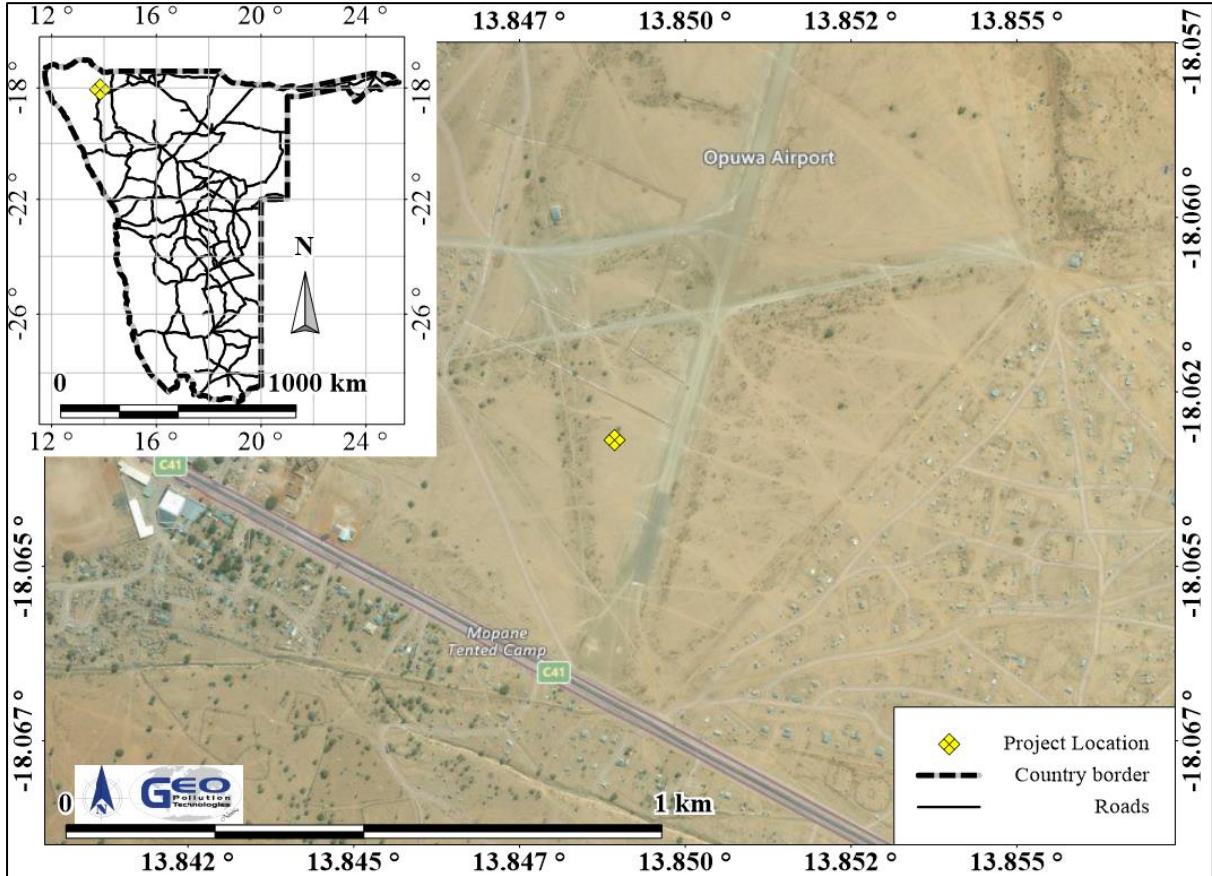 12 ° 16 ° 20 ° 24 °
13.847 ° 13.850 ° 13.852 ° 13.855 °
-18 ° -18 °
-22 ° -22 °
-26 ° -26 °
N
0 1000 km
12 ° 16 ° 20 ° 24 °
-18.057
-18.060 °
-18.062 °
-18.065 ° -18.065 °
-18.067 ° -18.067 °
Opuwa Airport
C41
Mopane
Tented Camp
C41
Project Location
Country border
Roads
N
GEO
Pollution
Technologies
0 1 km
13.842 ° 13.845 ° 13.847 ° 13.850 ° 13.852 ° 13.855 °